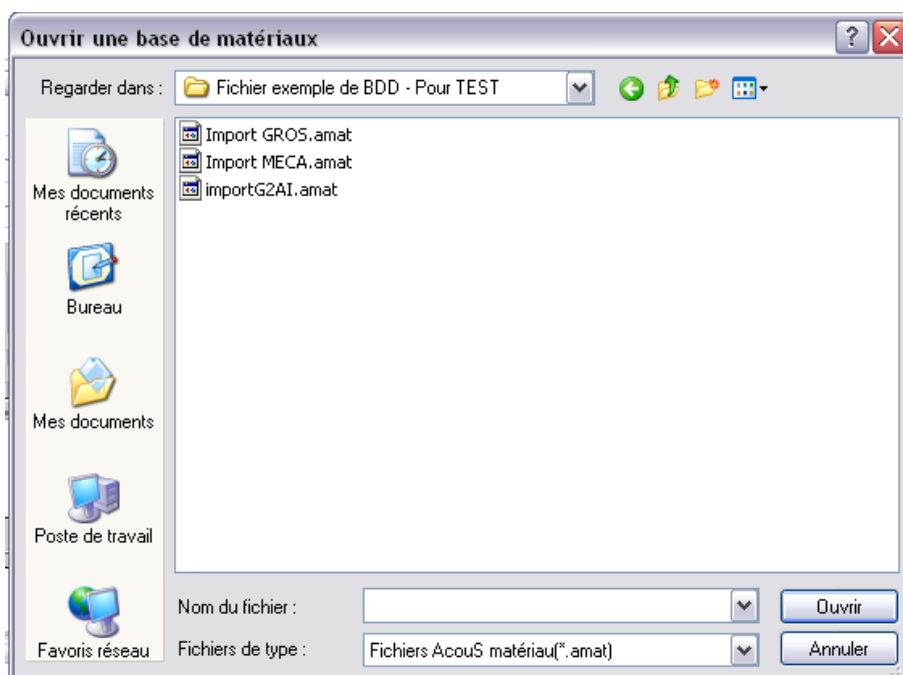 Ouvrir une base de matériaux
Regarder dans :
Fichier exemple de BDD - Pour TEST
Import GROS.amat
Import MECA.amat
importG2AI.amat
Mes documents
récents
Bureau
Mes documents
Poste de travail
Favoris réseau
Nom du fichier :
Ouvrir
Fichiers de type :
Fichiers AcouS matériau(*.amat)
Annuler